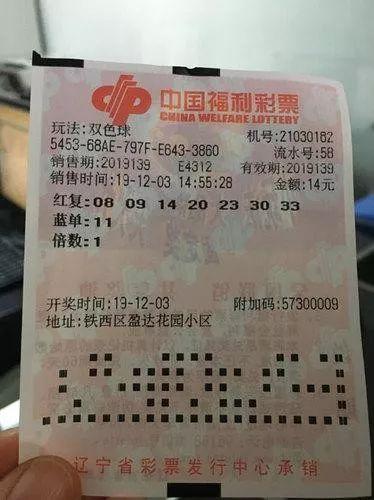 中国福利彩票
CHINA WELFARE LOTTERY
玩法:双色球 机号:21030162
5453-68AE-797F-E643-3860 流水号:58
销售期:2019139 E4312 有效期:2019139
销售时间:19-12-03 14:55:28 金额:14元
红复:08 09 14 20 23 30 33
蓝单:11
倍数:1
开奖时间:19-12-03 附加码:57300009
地址:铁西区盈达花园小区
辽宁省彩票发行中心承销